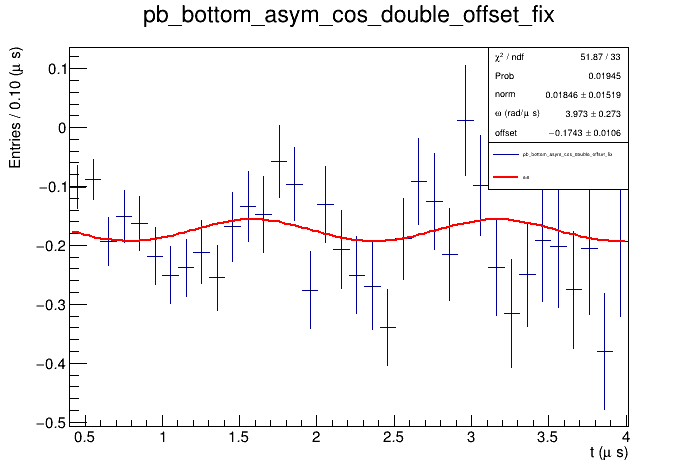 pb_bottom_asym_cos_double_offset_fix
Entries / 0.10 (μ s)
χ² / ndf 51.87 / 33
Prob 0.01945
norm 0.01846 ± 0.01519
ω (rad/μ s) 3.973 ± 0.273
offset −0.1743 ± 0.0106
pb_bottom_asym_cos_double_offset_fix
0.1
0
−0.1
−0.2
−0.3
−0.4
−0.5
0.5 1 1.5 2 2.5 3 3.5 4
t (μ s)